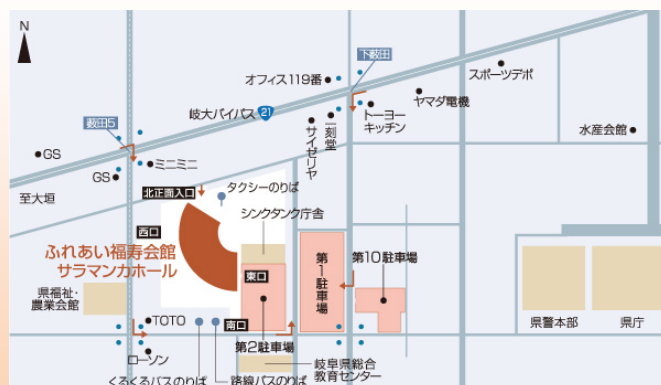 N
下藪田
スポーツデポ
オフィス119番
ヤマダ電機
トーヨー
キッチン
岐大バイパス
21
一刻堂
サイゼリヤ
水産会館
藪田5
GS
ミニミニ
GS
至大垣
北正面入口
タクシーのりば
シンクタンク庁舎
西口
ふれあい福寿会館
サラマンカホール
東口
第1駐車場
第10駐車場
県福祉・
農業会館
TOTO
南口
第2駐車場
県警本部
県庁
ローソン
岐阜県総合
教育センター
くるくるバスのりば
路線バスのりば